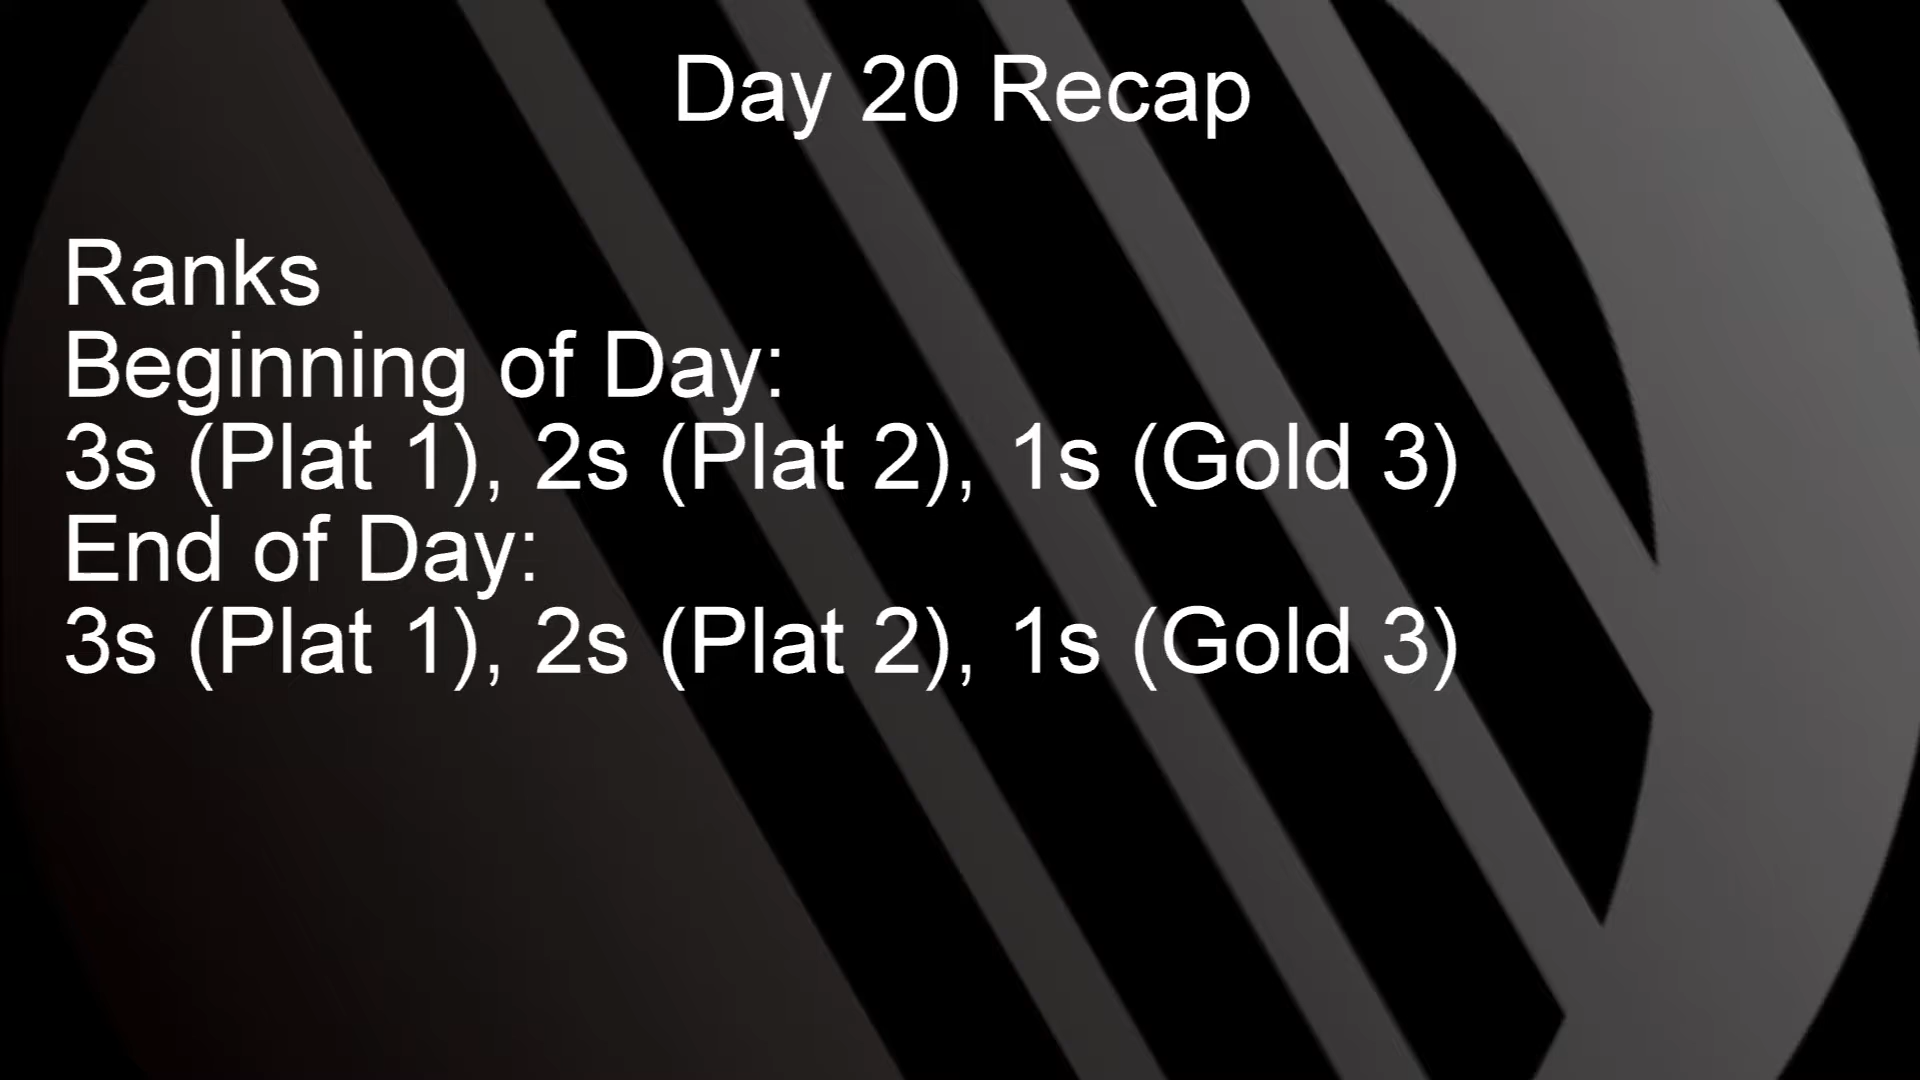 Day 20 Recap
Ranks
Beginning of Day:
3s (Plat 1), 2s (Plat 2), 1s (Gold 3)
End of Day:
3s (Plat 1), 2s (Plat 2), 1s (Gold 3)